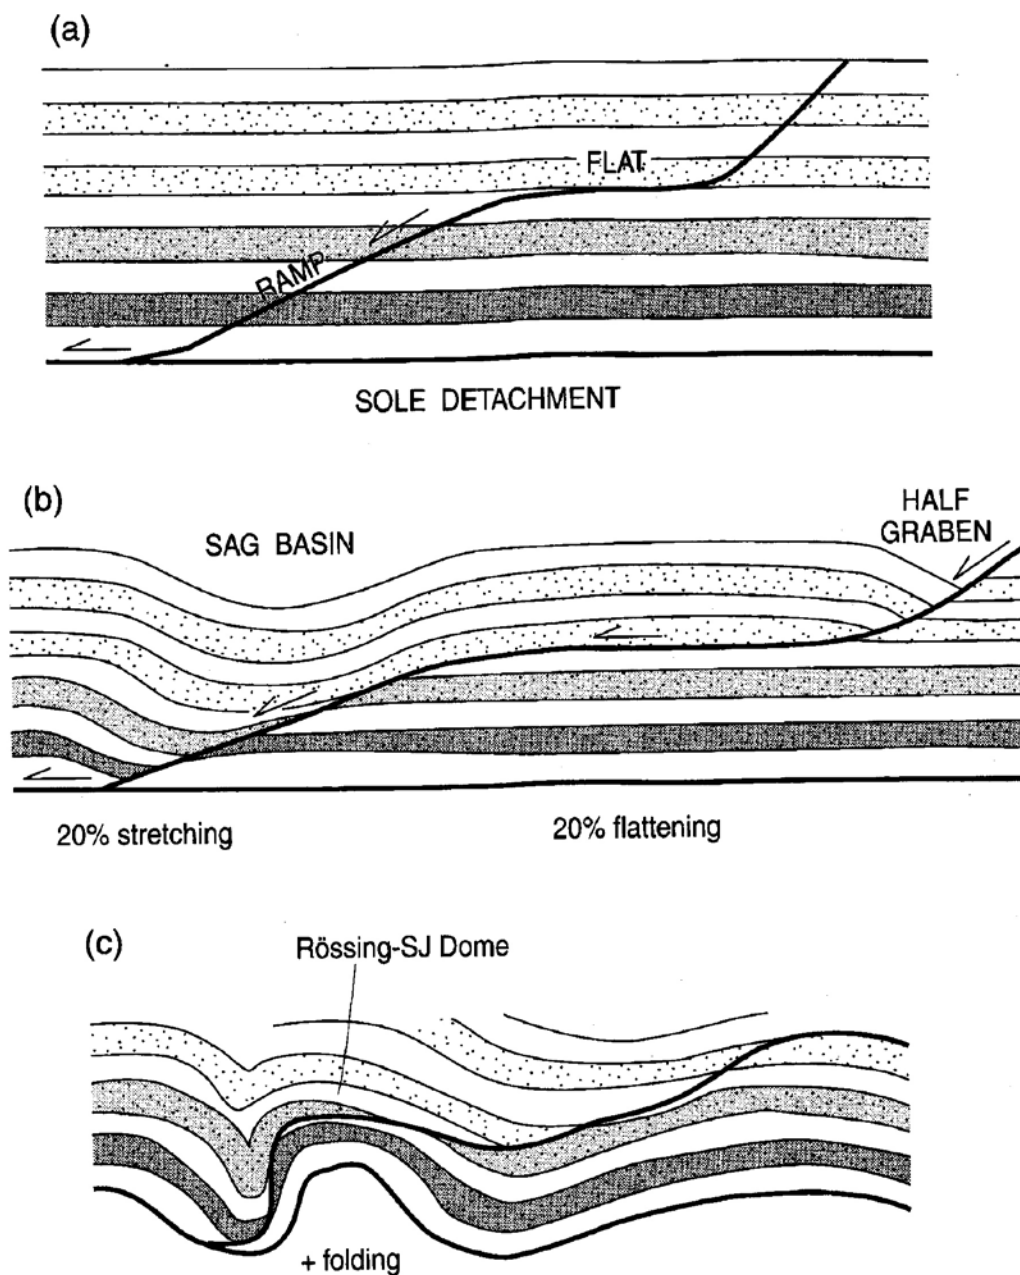 (a)
FLAT
RAMP
SOLE DETACHMENT
(b)
HALF
GRABEN
SAG BASIN
20% stretching
20% flattening
(c)
Rössing-SJ Dome
+ folding